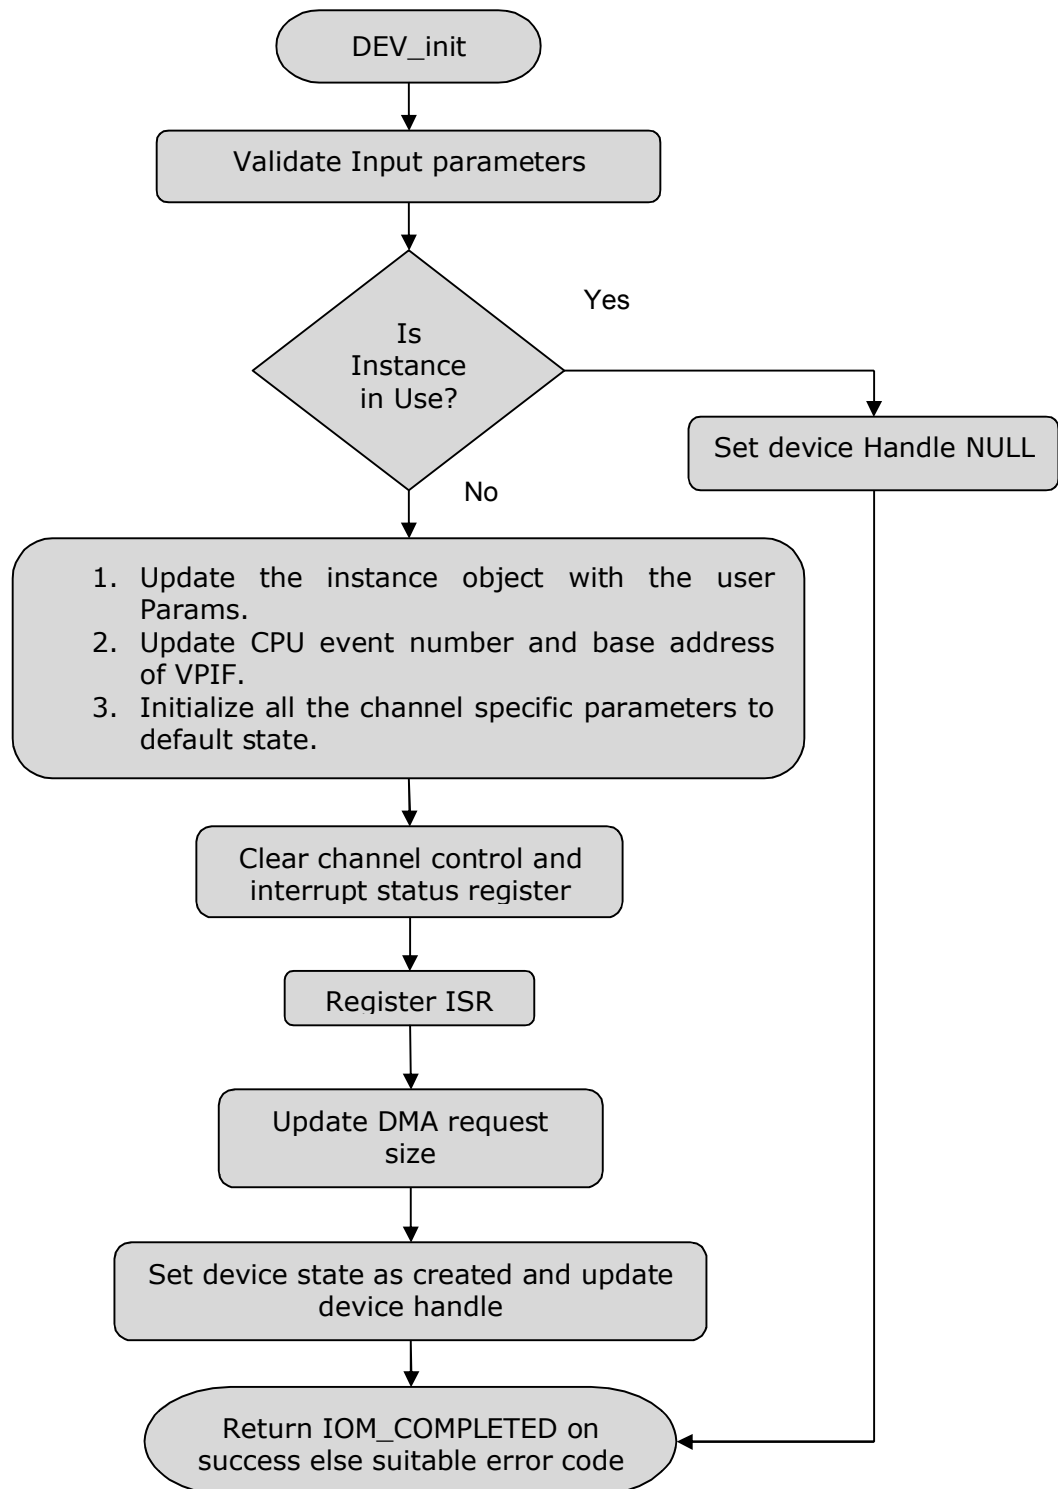 DEV_init
Validate Input parameters
Yes
Is
Instance
in Use?
Set device Handle NULL
No
1. Update the instance object with the user
Params.
2. Update CPU event number and base address
of VPIF.
3. Initialize all the channel specific parameters to
default state.
Clear channel control and
interrupt status register
Register ISR
Update DMA request
size
Set device state as created and update
device handle
Return IOM_COMPLETED on
success else suitable error code